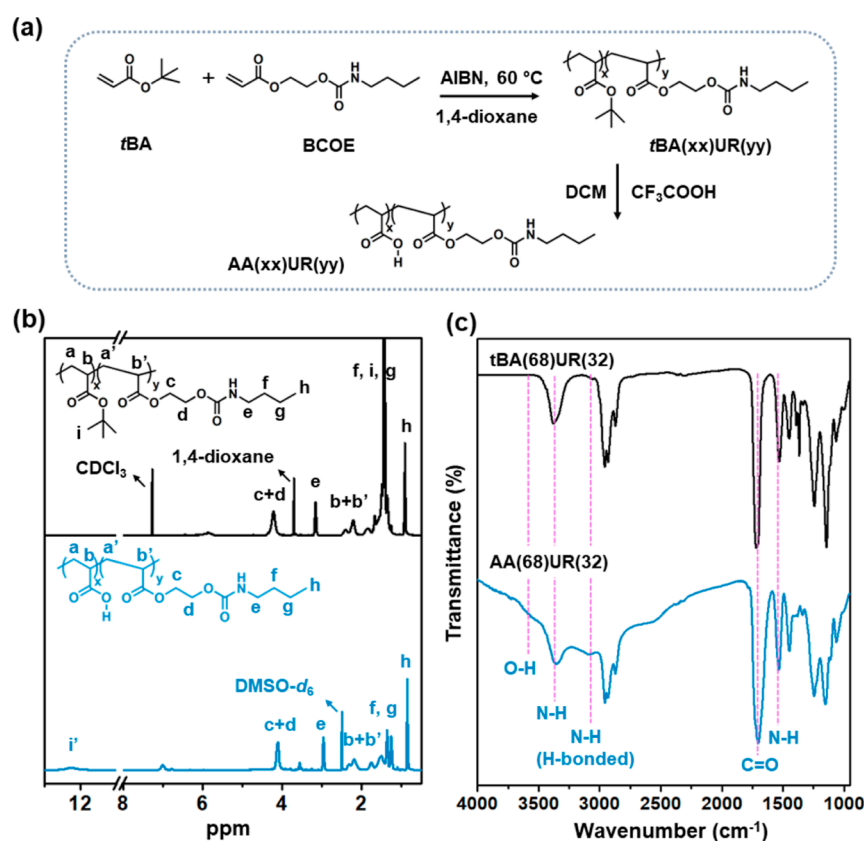 (a)
O
O
+
O
O
O
H
N
O
AIBN, 60 °C
1,4-dioxane
x
y
O
O
O
O
O
H
N
O
tBA
BCOE
tBA(xx)UR(yy)
DCM
CF₃COOH
x
y
O
O
H
O
O
O
H
N
O
AA(xx)UR(yy)
(b)
a
b
a'
b'
x
y
O
O
O
O
c
d
O
H
N
O
e
f
g
h
i
CDCl₃
1,4-dioxane
f, i, g
h
c+d
e
b+b'
a
b
a'
b'
x
y
O
O
H
O
O
c
d
O
H
N
O
e
f
g
h
DMSO-d₆
i'
c+d
e
b+b'
f, g
h
12
8
6
4
2
ppm
(c)
tBA(68)UR(32)
AA(68)UR(32)
O-H
N-H
N-H
(H-bonded)
C=O
N-H
Transmittance (%)
4000
3500
3000
2500
2000
1500
1000
Wavenumber (cm⁻¹)